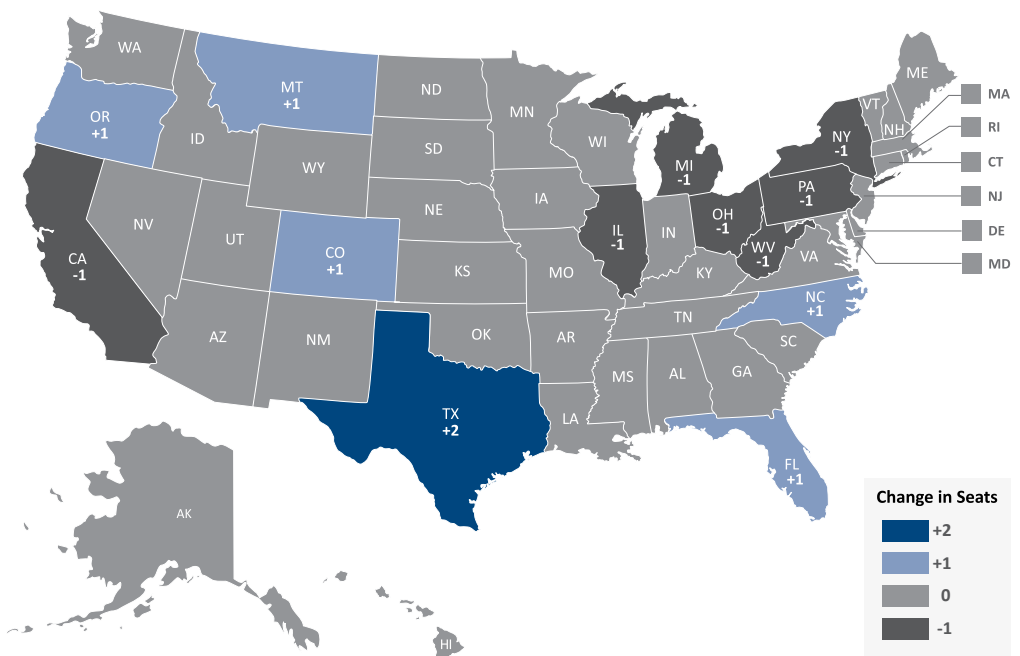 WA
MT
+1
ND
MN
ME
VT
MA
OR
+1
ID
SD
WI
NY
-1
NH
RI
WY
MI
-1
CT
NE
IA
PA
-1
NJ
NV
UT
CO
+1
IL
-1
IN
OH
-1
DE
CA
-1
KS
MO
KY
WV
-1
VA
MD
NC
+1
AZ
NM
OK
AR
TN
SC
TX
+2
LA
MS
AL
GA
FL
+1
AK
HI
Change in Seats
+2
+1
0
-1